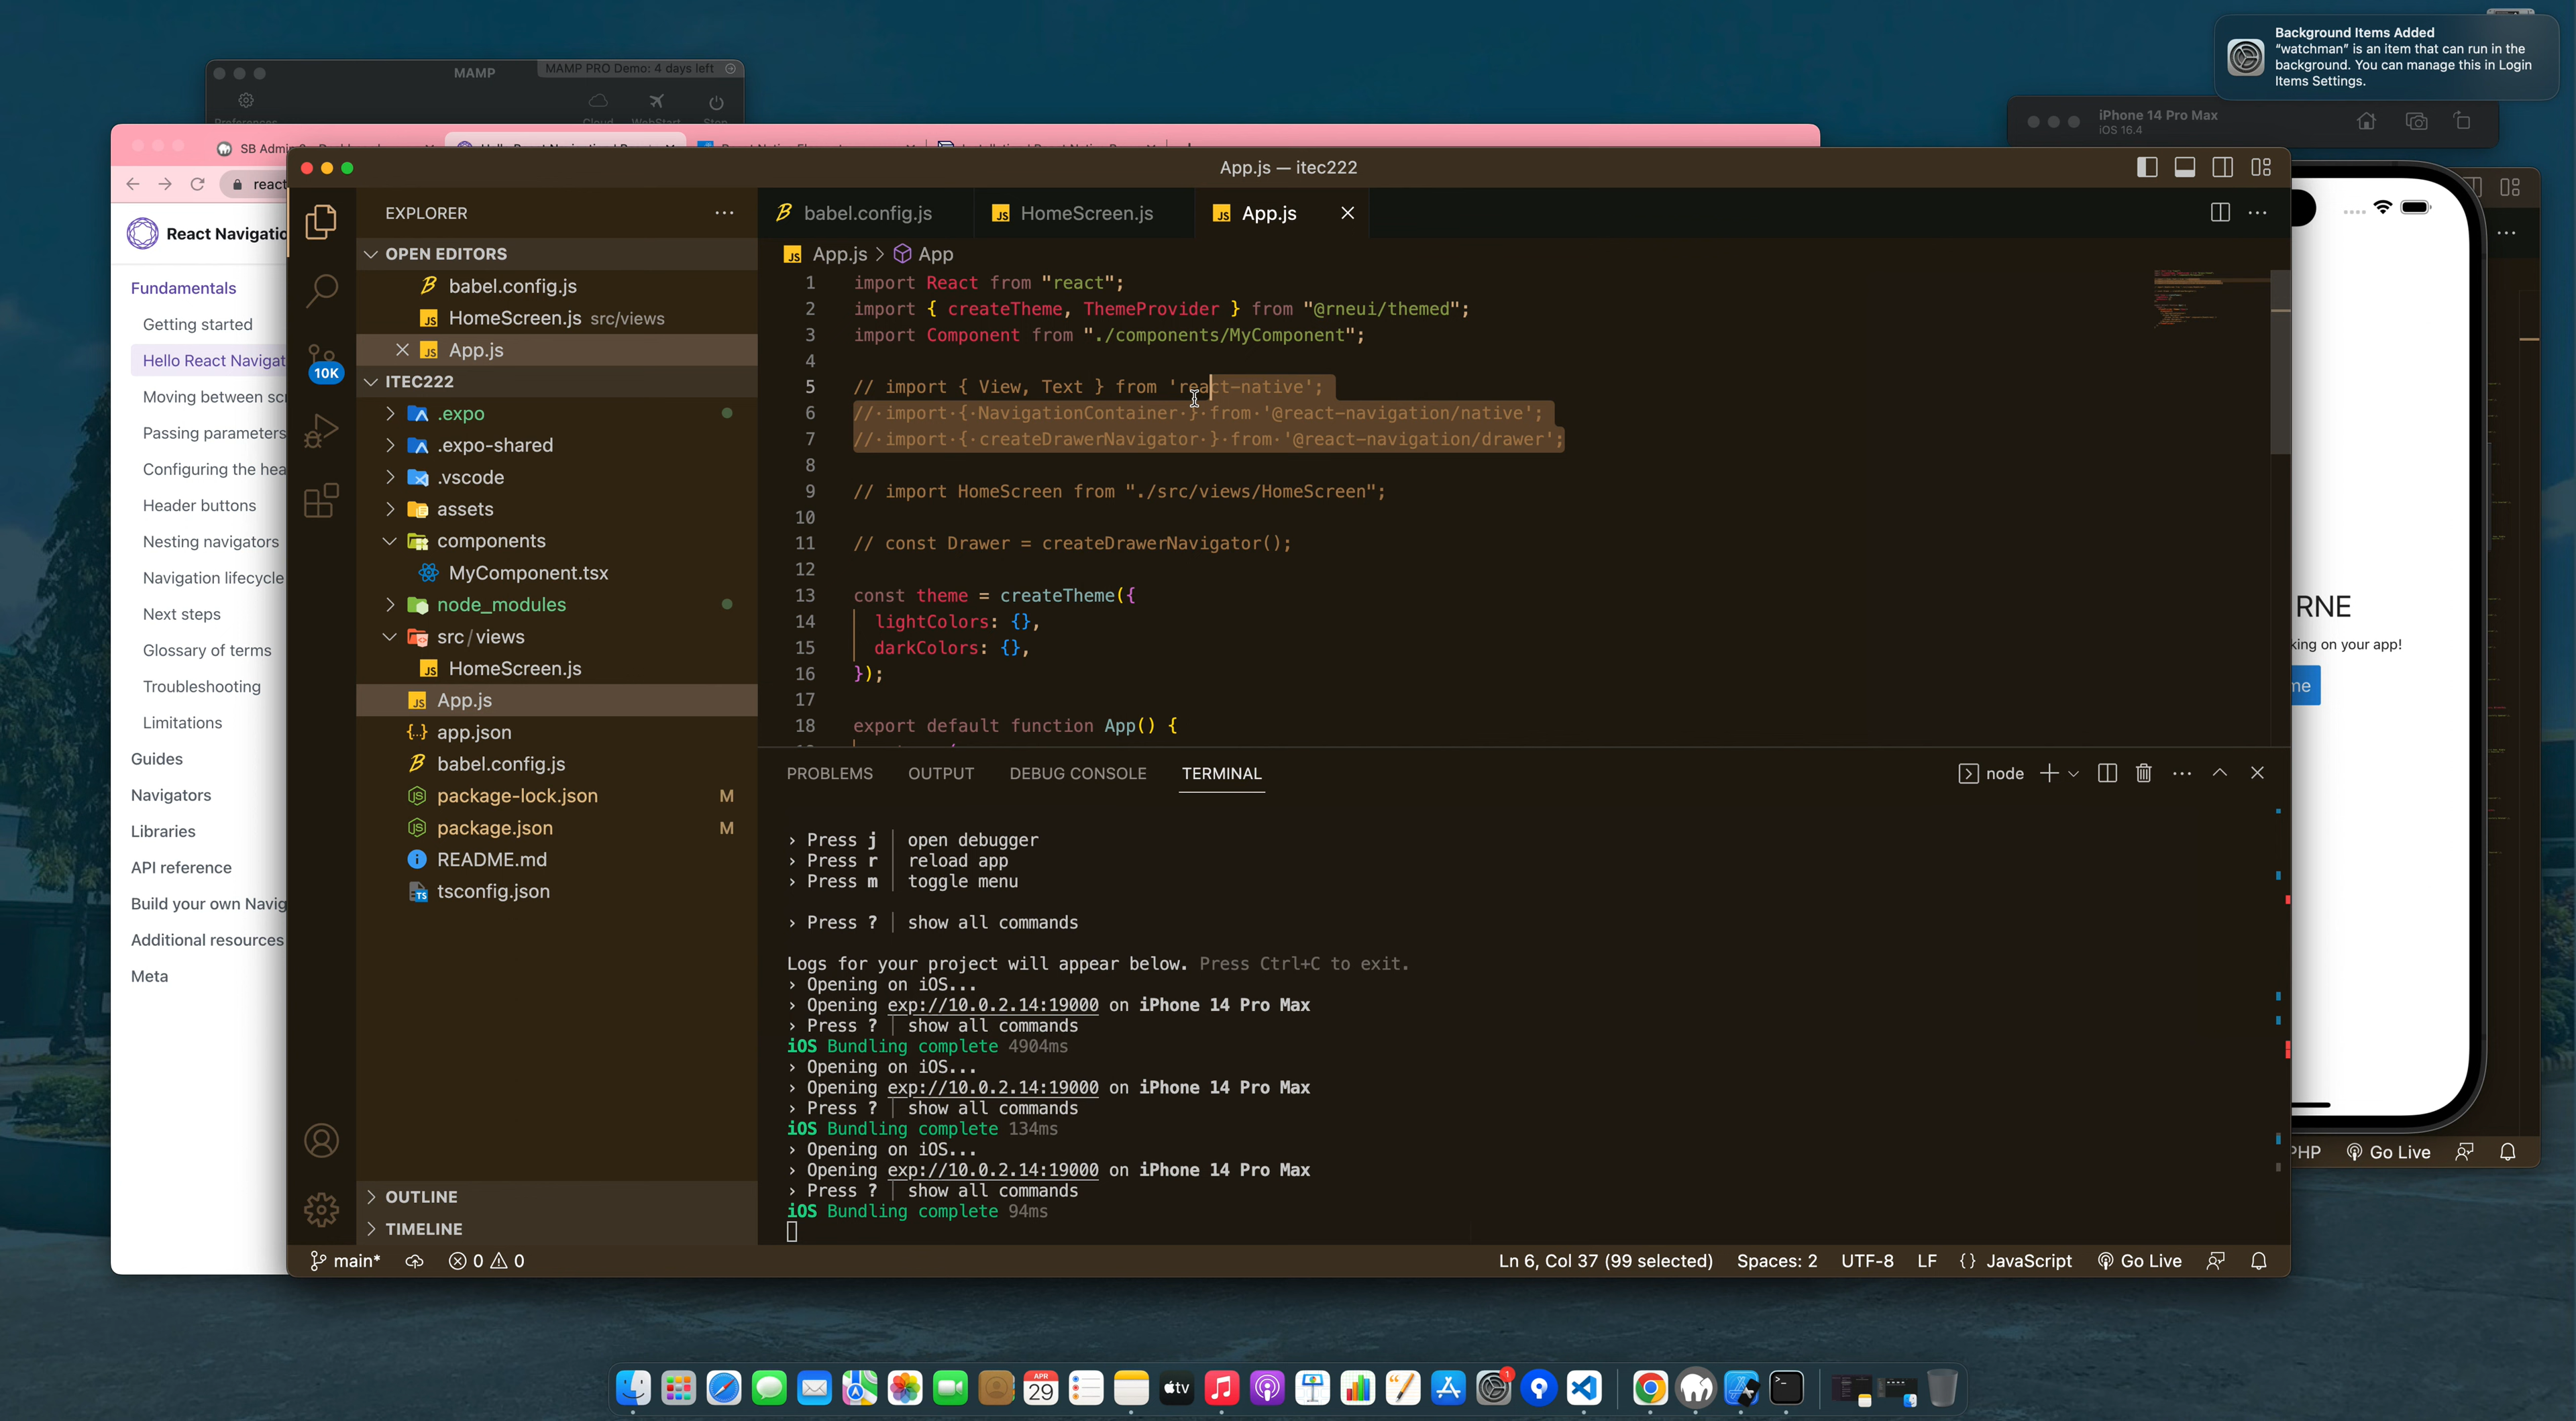 Background Items Added
"watchman" is an item that can run in the
background. You can manage this in Login
Items Settings.
MAMP
MAMP PRO Demo: 4 days left
Preferences
Cloud
WebStart
Stop
iPhone 14 Pro Max
iOS 16.4
SB Admin
react
React Navigatio
Fundamentals
Getting started
Hello React Navigat
Moving between scr
Passing parameters
Configuring the hea
Header buttons
Nesting navigators
Navigation lifecycle
Next steps
Glossary of terms
Troubleshooting
Limitations
Guides
Navigators
Libraries
API reference
Build your own Navig
Additional resources
Meta
App.js — itec222
EXPLORER
OPEN EDITORS
babel.config.js
HomeScreen.js src/views
App.js
ITEC222
10K
.expo
.expo-shared
.vscode
assets
components
MyComponent.tsx
node_modules
src/views
HomeScreen.js
App.js
app.json
babel.config.js
package-lock.json M
package.json M
README.md
tsconfig.json
OUTLINE
TIMELINE
babel.config.js
HomeScreen.js
App.js
App.js > App
1 import React from "react";
2 import { createTheme, ThemeProvider } from "@rneui/themed";
3 import Component from "./components/MyComponent";
4
5 // import { View, Text } from 'react-native';
6 // import { NavigationContainer } from '@react-navigation/native';
7 // import { createDrawerNavigator } from '@react-navigation/drawer';
8
9 // import HomeScreen from "./src/views/HomeScreen";
10
11 // const Drawer = createDrawerNavigator();
12
13 const theme = createTheme({
14 lightColors: {},
15 darkColors: {},
16 });
17
18 export default function App() {
PROBLEMS OUTPUT DEBUG CONSOLE TERMINAL
node
› Press j │ open debugger
› Press r │ reload app
› Press m │ toggle menu
› Press ? │ show all commands
Logs for your project will appear below. Press Ctrl+C to exit.
› Opening on iOS...
› Opening exp://10.0.2.14:19000 on iPhone 14 Pro Max
› Press ? │ show all commands
iOS Bundling complete 4904ms
› Opening on iOS...
› Opening exp://10.0.2.14:19000 on iPhone 14 Pro Max
› Press ? │ show all commands
iOS Bundling complete 134ms
› Opening on iOS...
› Opening exp://10.0.2.14:19000 on iPhone 14 Pro Max
› Press ? │ show all commands
iOS Bundling complete 94ms
main* 0 0
Ln 6, Col 37 (99 selected) Spaces: 2 UTF-8 LF {} JavaScript Go Live
RNE
king on your app!
me
PHP Go Live
APR
29
tv
1